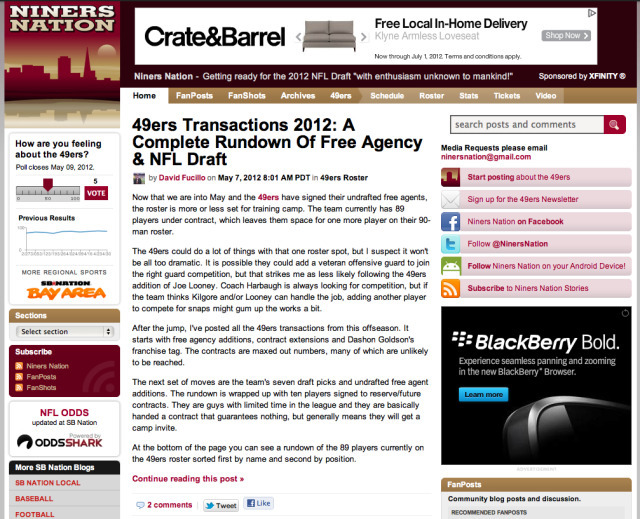 NINERS
NATION
Crate&Barrel
Free Local In-Home Delivery
Klyne Armless Loveseat
Shop Now >
Now through July 1, 2012. Terms and conditions apply.
Niners Nation - Getting ready for the 2012 NFL Draft "with enthusiasm unknown to mankind!"
Sponsored by XFINITY ®
Home
FanPosts
FanShots
Archives
49ers
Schedule
Roster
Stats
Tickets
Video
How are you feeling
about the 49ers?
Poll closes May 09, 2012.
0
50
100
5
VOTE
Previous Results
100
0
MORE REGIONAL SPORTS
SB★NATION
BAY AREA
Sections
Select section
Subscribe
Niners Nation
FanPosts
FanShots
NFL ODDS
updated at SB Nation
Powered by
ODDSSHARK
More SB Nation Blogs
SB NATION LOCAL
BASEBALL
FOOTBALL
49ers Transactions 2012: A
Complete Rundown Of Free Agency
& NFL Draft
by David Fucillo on May 7, 2012 8:01 AM PDT in 49ers Roster
Now that we are into May and the 49ers have signed their undrafted free agents,
the roster is more or less set for training camp. The team currently has 89
players under contract, which leaves them space for one more player on their 90-
man roster.
The 49ers could do a lot of things with that one roster spot, but I suspect it won't
be all too dramatic. It is possible they could add a veteran offensive guard to join
the right guard competition, but that strikes me as less likely following the 49ers
addition of Joe Looney. Coach Harbaugh is always looking for competition, but if
the team thinks Kilgore and/or Looney can handle the job, adding another player
to compete for snaps might gum up the works a bit.
After the jump, I've posted all the 49ers transactions from this offseason. It
starts with free agency additions, contract extensions and Dashon Goldson's
franchise tag. The contracts are maxed out numbers, many of which are unlikely
to be reached.
The next set of moves are the team's seven draft picks and undrafted free agent
additions. The rundown is wrapped up with ten players signed to reserve/future
contracts. They are guys with limited time in the league and they are basically
handed a contract that guarantees nothing, but generally means they will get a
camp invite.
At the bottom of the page you can see a rundown of the 89 players currently on
the 49ers roster sorted first by name and second by position.
Continue reading this post »
2 comments
Tweet
Like
search posts and comments
Media Requests please email
ninersnation@gmail.com
Start posting about the 49ers
Sign up for the 49ers Newsletter
Niners Nation on Facebook
Follow @NinersNation
Follow Niners Nation on your Android Device!
Subscribe to Niners Nation Stories
BlackBerry Bold.
Experience seamless panning and zooming
in the new BlackBerry® Browser.
Learn more
ADVERTISEMENT
FanPosts
Community blog posts and discussion.
RECOMMENDED FANPOSTS